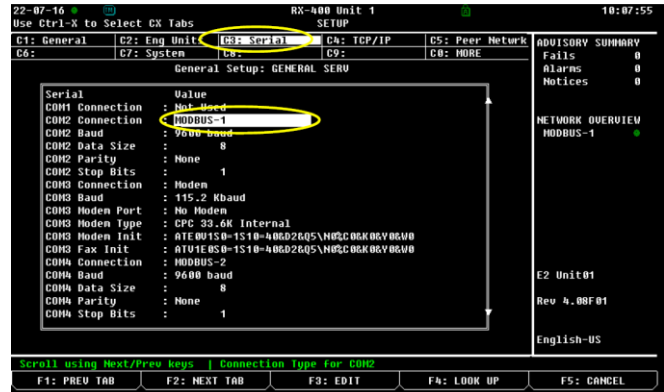 22-07-16 RX-400 Unit 1 10:07:55
Use Ctrl-X to Select CX Tabs SETUP
C1: General C2: Eng Units C3: Serial C4: TCP/IP C5: Peer Netwrk
C6: C7: System C8: C9: C0: MORE
General Setup: GENERAL SERV
Serial Value
COM1 Connection : Not Used
COM2 Connection : MODBUS-1
COM2 Baud : 9600 baud
COM2 Data Size : 8
COM2 Parity : None
COM2 Stop Bits : 1
COM3 Connection : Modem
COM3 Baud : 115.2 Kbaud
COM3 Modem Port : No Modem
COM3 Modem Type : CPC 33.6K Internal
COM3 Modem Init : ATE0V1S0=1S10=40&D2&Q5\N0%C0&K0&Y0&W0
COM3 Fax Init : ATV1E0S0=1S10=40&D2&Q5\N0%C0&K0&Y0&W0
COM4 Connection : MODBUS-2
COM4 Baud : 9600 baud
COM4 Data Size : 8
COM4 Parity : None
COM4 Stop Bits : 1
ADVISORY SUMMARY
Fails 0
Alarms 0
Notices 0
NETWORK OVERVIEW
MODBUS-1
E2 Unit01
Rev 4.08F01
English-US
Scroll using Next/Prev keys | Connection Type for COM2
F1: PREV TAB F2: NEXT TAB F3: EDIT F4: LOOK UP F5: CANCEL